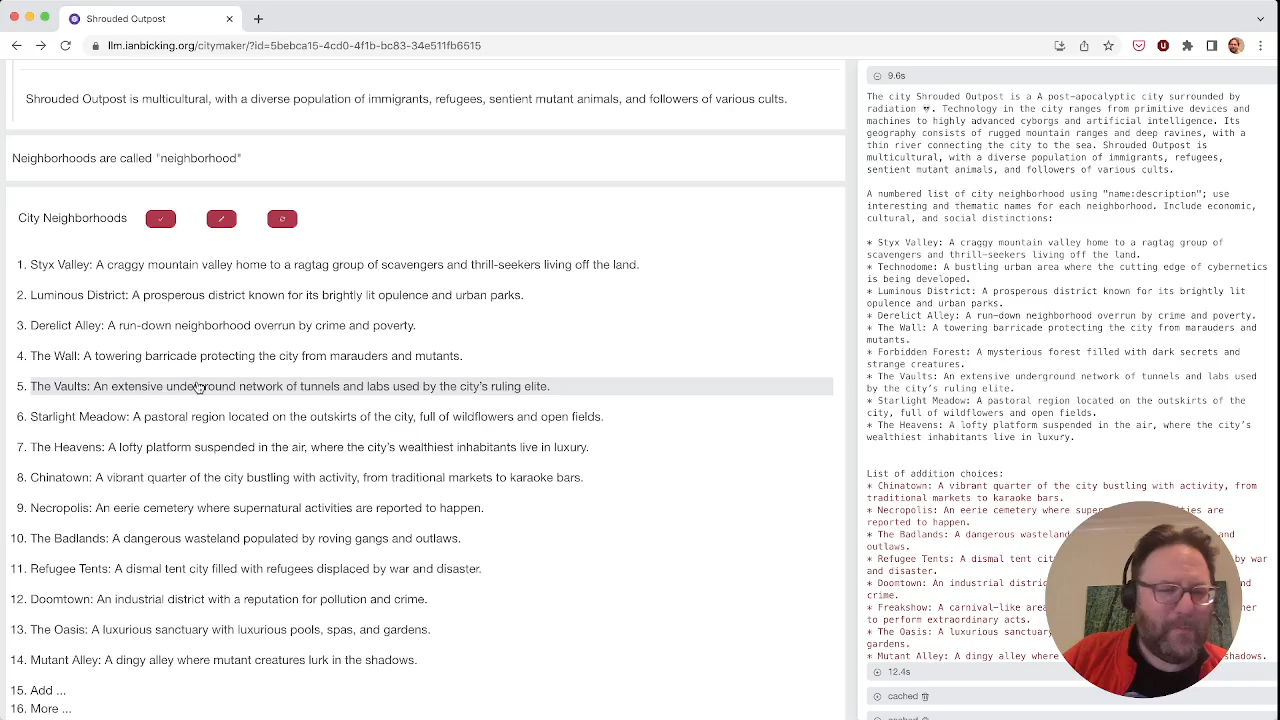 Shrouded Outpost
llm.ianbicking.org/citymaker/?id=5bebca15-4cd0-4f1b-bc83-34e511fb6515
Shrouded Outpost is multicultural, with a diverse population of immigrants, refugees, sentient mutant animals, and followers of various cults.
Neighborhoods are called "neighborhood"
City Neighborhoods
1. Styx Valley: A craggy mountain valley home to a ragtag group of scavengers and thrill-seekers living off the land.
2. Luminous District: A prosperous district known for its brightly lit opulence and urban parks.
3. Derelict Alley: A run-down neighborhood overrun by crime and poverty.
4. The Wall: A towering barricade protecting the city from marauders and mutants.
5. The Vaults: An extensive underground network of tunnels and labs used by the city's ruling elite.
6. Starlight Meadow: A pastoral region located on the outskirts of the city, full of wildflowers and open fields.
7. The Heavens: A lofty platform suspended in the air, where the city's wealthiest inhabitants live in luxury.
8. Chinatown: A vibrant quarter of the city bustling with activity, from traditional markets to karaoke bars.
9. Necropolis: An eerie cemetery where supernatural activities are reported to happen.
10. The Badlands: A dangerous wasteland populated by roving gangs and outlaws.
11. Refugee Tents: A dismal tent city filled with refugees displaced by war and disaster.
12. Doomtown: An industrial district with a reputation for pollution and crime.
13. The Oasis: A luxurious sanctuary with luxurious pools, spas, and gardens.
14. Mutant Alley: A dingy alley where mutant creatures lurk in the shadows.
15. Add ...
16. More ...
9.6s
The city Shrouded Outpost is a A post-apocalyptic city surrounded by
radiation ☠. Technology in the city ranges from primitive devices and
machines to highly advanced cyborgs and artificial intelligence. Its
geography consists of rugged mountain ranges and deep ravines, with a
thin river connecting the city to the sea. Shrouded Outpost is
multicultural, with a diverse population of immigrants, refugees,
sentient mutant animals, and followers of various cults.
A numbered list of city neighborhood using "name:description"; use
interesting and thematic names for each neighborhood. Include economic,
cultural, and social distinctions:
* Styx Valley: A craggy mountain valley home to a ragtag group of
scavengers and thrill-seekers living off the land.
* Technodome: A bustling urban area where the cutting edge of cybernetics
is being developed.
* Luminous District: A prosperous district known for its brightly lit
opulence and urban parks.
* Derelict Alley: A run-down neighborhood overrun by crime and poverty.
* The Wall: A towering barricade protecting the city from marauders and
mutants.
* Forbidden Forest: A mysterious forest filled with dark secrets and
strange creatures.
* The Vaults: An extensive underground network of tunnels and labs used
by the city's ruling elite.
* Starlight Meadow: A pastoral region located on the outskirts of the
city, full of wildflowers and open fields.
* The Heavens: A lofty platform suspended in the air, where the city's
wealthiest inhabitants live in luxury.
List of addition choices:
* Chinatown: A vibrant quarter of the city bustling with activity, from
traditional markets to karaoke bars.
* Necropolis: An eerie cemetery where super are
reported to happen.
* The Badlands: A dangerous wasteland and
outlaws.
* Refugee Tents: A dismal tent cit by war
and disaster.
* Doomtown: An industrial distri and
crime.
* Freakshow: A carnival-like area
to perform extraordinary acts.
* The Oasis: A luxurious sanctuary
gardens.
* Mutant Alley: A dingy alley where shadows.
12.4s
cached